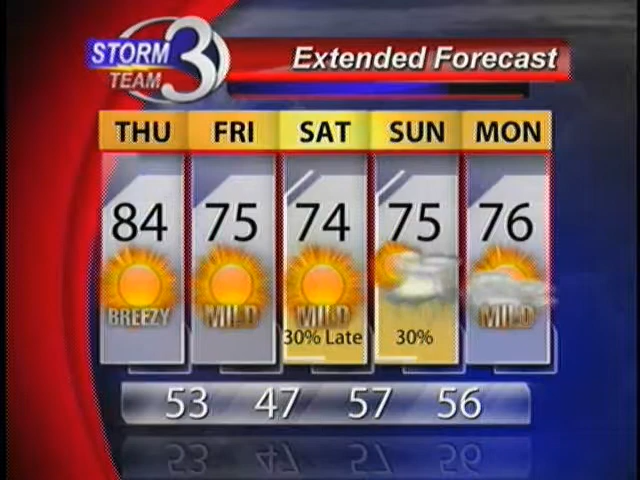 STORM 3
TEAM
Extended Forecast
THU FRI SAT SUN MON
84 75 74 75 76
BREEZY MILD MILD MILD
30% Late 30%
53 47 57 56